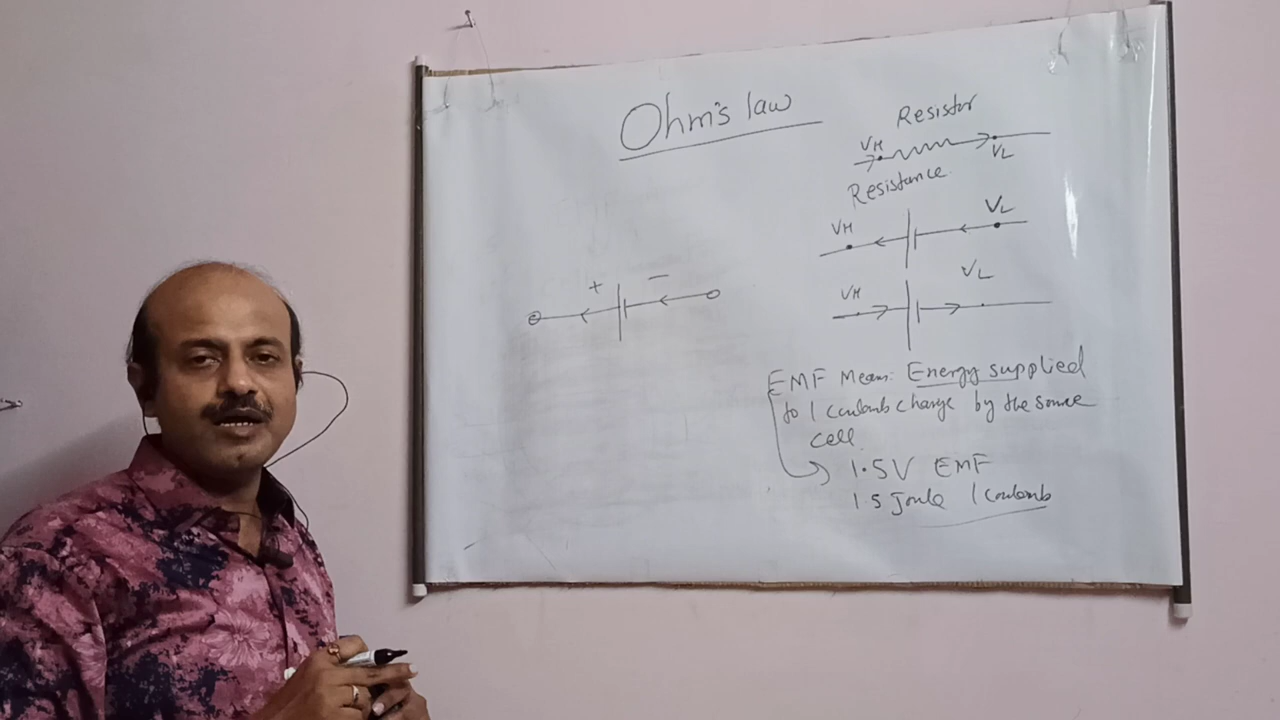 Ohm's law
+ −
Resistor
VH VL
Resistance
VH VL
VH VL
EMF Means: Energy supplied
to 1 coulomb charge by the source
cell
1.5V EMF
1.5 Joule 1 Coulomb